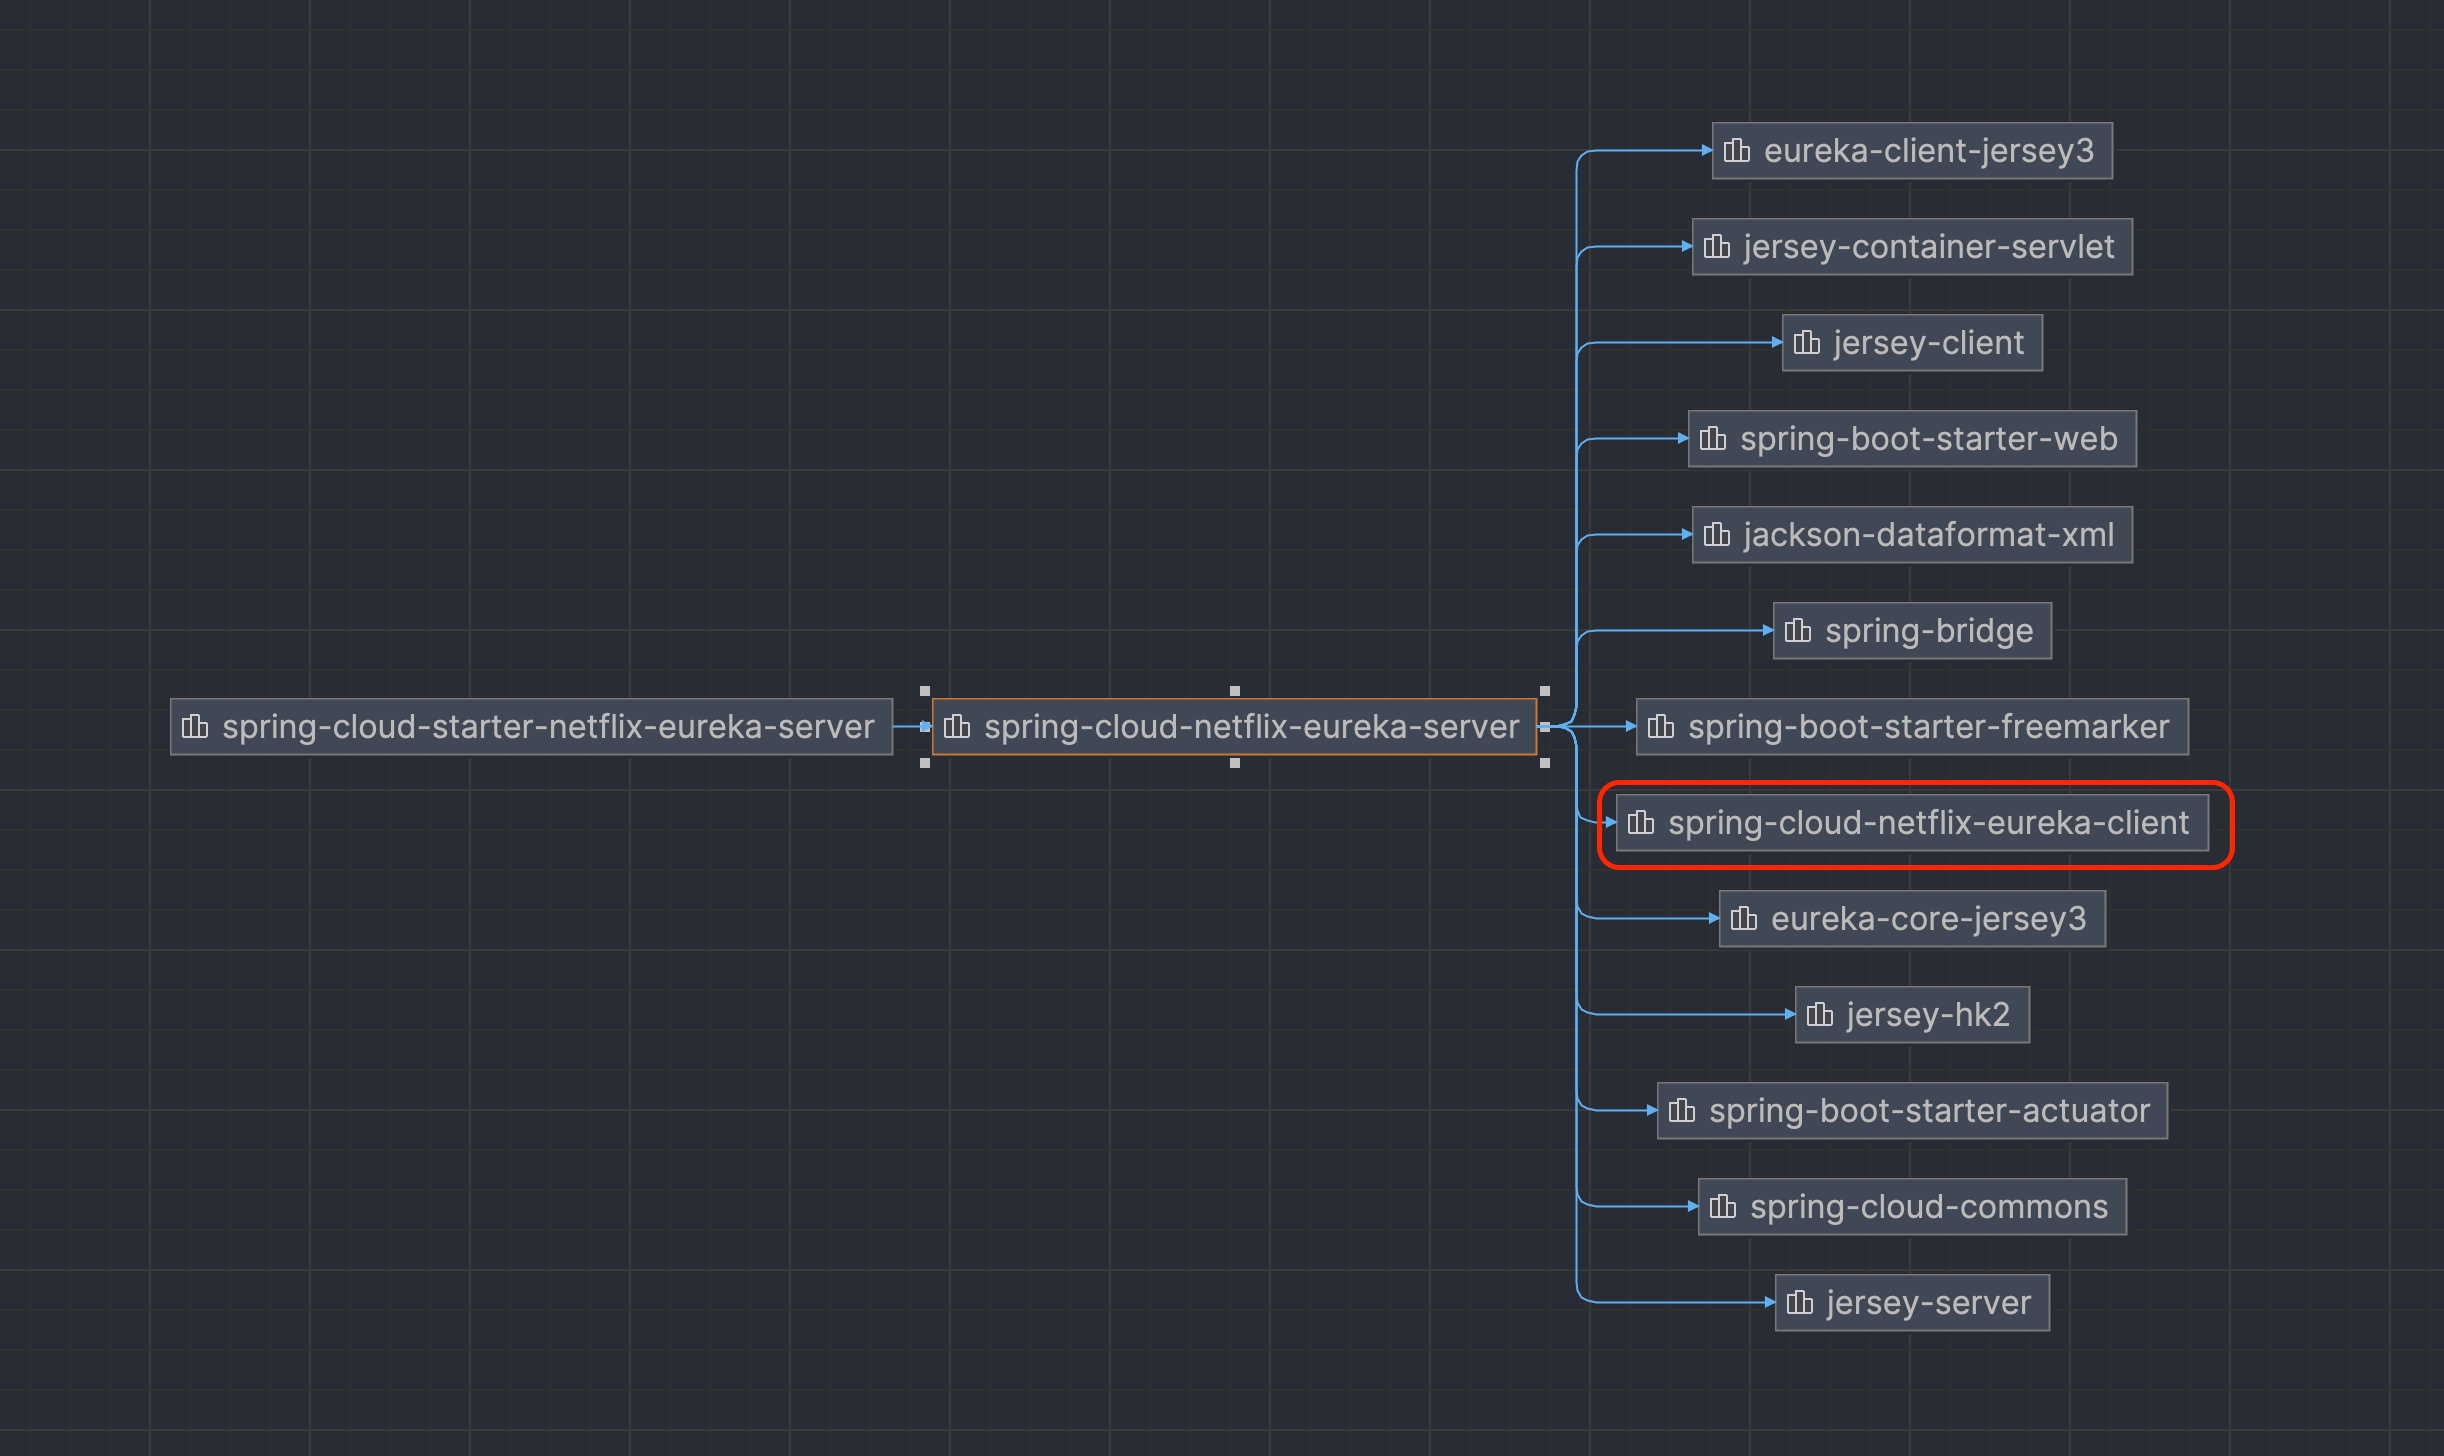 eureka-client-jersey3
jersey-container-servlet
jersey-client
spring-boot-starter-web
jackson-dataformat-xml
spring-bridge
spring-cloud-starter-netflix-eureka-server
spring-cloud-netflix-eureka-server
spring-boot-starter-freemarker
spring-cloud-netflix-eureka-client
eureka-core-jersey3
jersey-hk2
spring-boot-starter-actuator
spring-cloud-commons
jersey-server